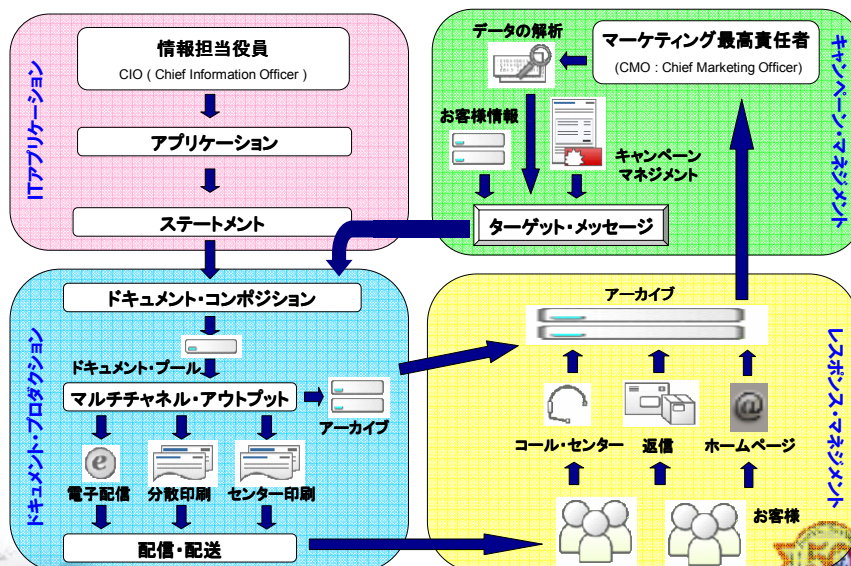 情報担当役員
CIO ( Chief Information Officer )
アプリケーション
ステートメント
ITアプリケーション
データの解析
マーケティング最高責任者
(CMO : Chief Marketing Officer)
お客様情報
キャンペーン
マネジメント
ターゲット・メッセージ
キャンペーン・マネジメント
ドキュメント・コンポジション
ドキュメント・プール
マルチチャネル・アウトプット
アーカイブ
電子配信
分散印刷
センター印刷
配信・配送
ドキュメント・プロダクション
アーカイブ
コール・センター
返信
ホームページ
お客様
レスポンス・マネジメント